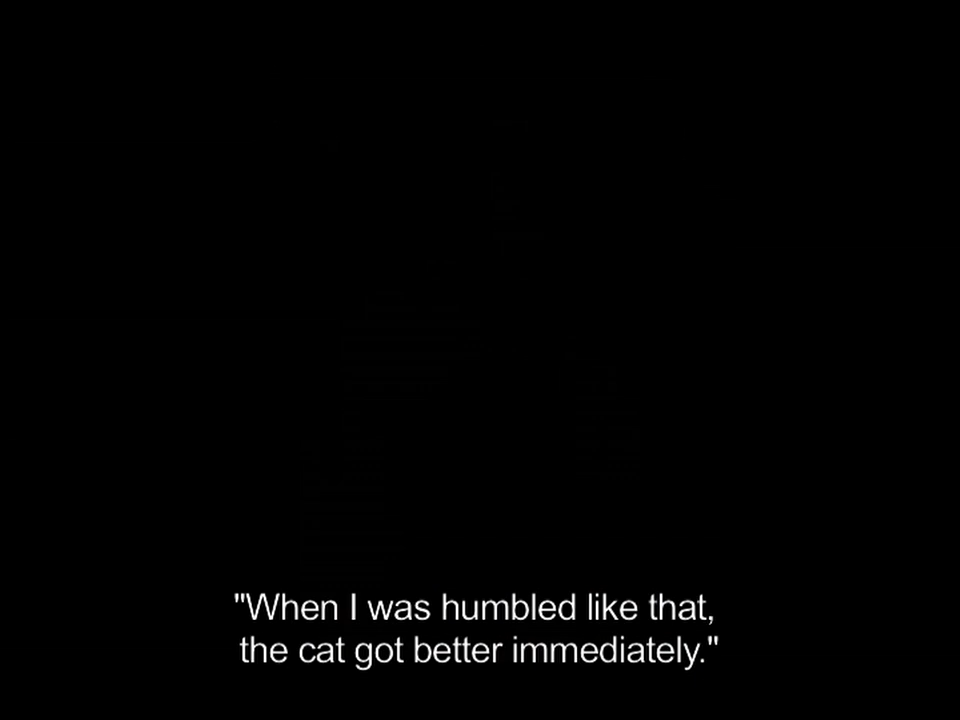 "When I was humbled like that,
the cat got better immediately."